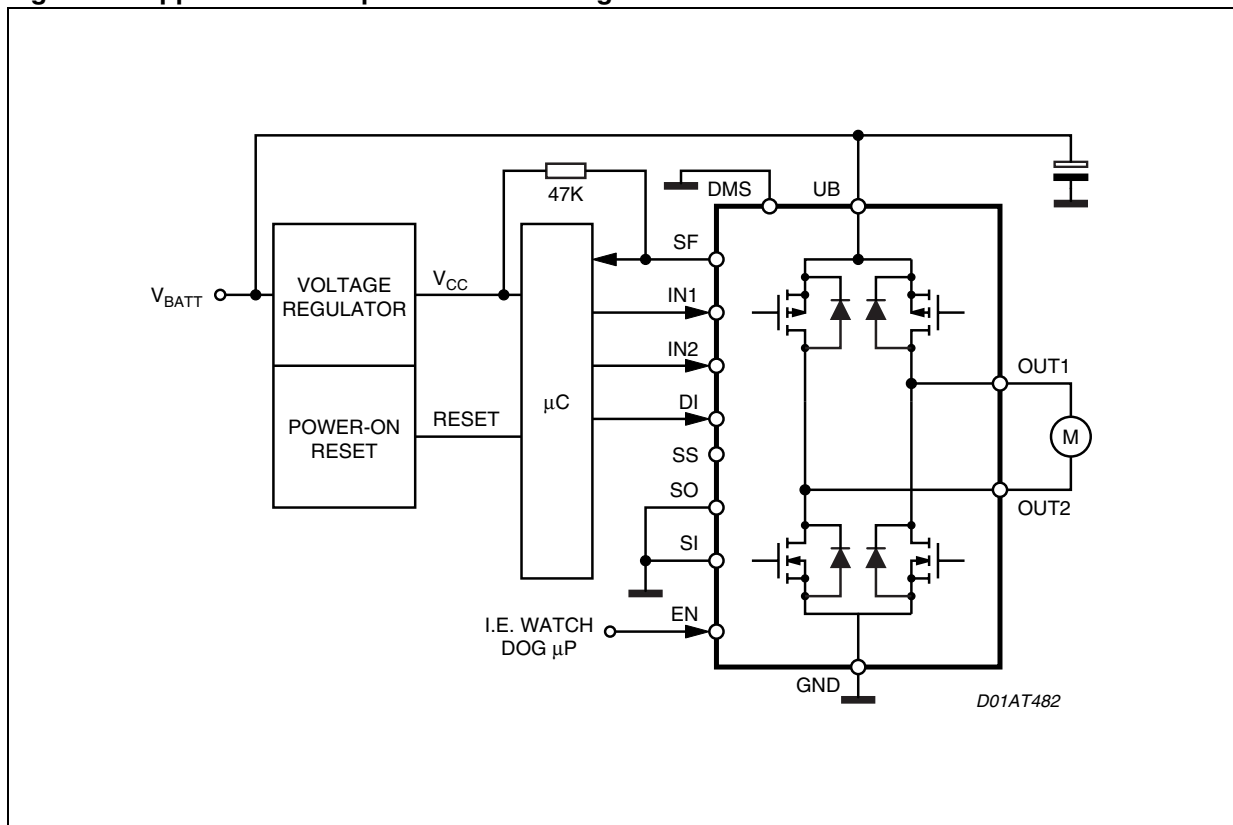 47K
DMS
UB
SF
V_BATT
VOLTAGE
REGULATOR
V_CC
IN1
IN2
OUT1
μC
DI
POWER-ON
RESET
RESET
M
SS
SO
OUT2
SI
I.E. WATCH
DOG μP
EN
GND
D01AT482